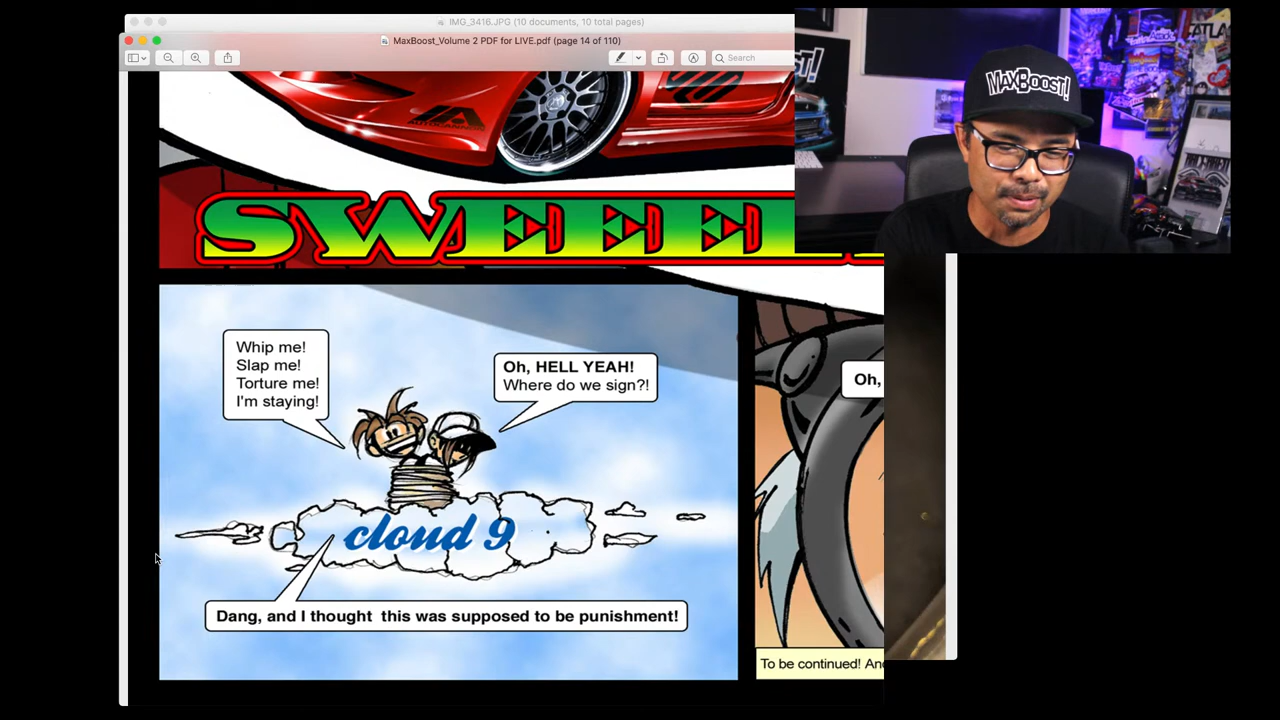 IMG_3416.JPG (10 documents, 10 total pages)
MaxBoost_Volume 2 PDF for LIVE.pdf (page 14 of 110)
Search
MAXBOOST!
SWEEE
Whip me!
Slap me!
Torture me!
I'm staying!
Oh, HELL YEAH!
Where do we sign?!
Oh,
cloud 9
Dang, and I thought this was supposed to be punishment!
To be continued! And